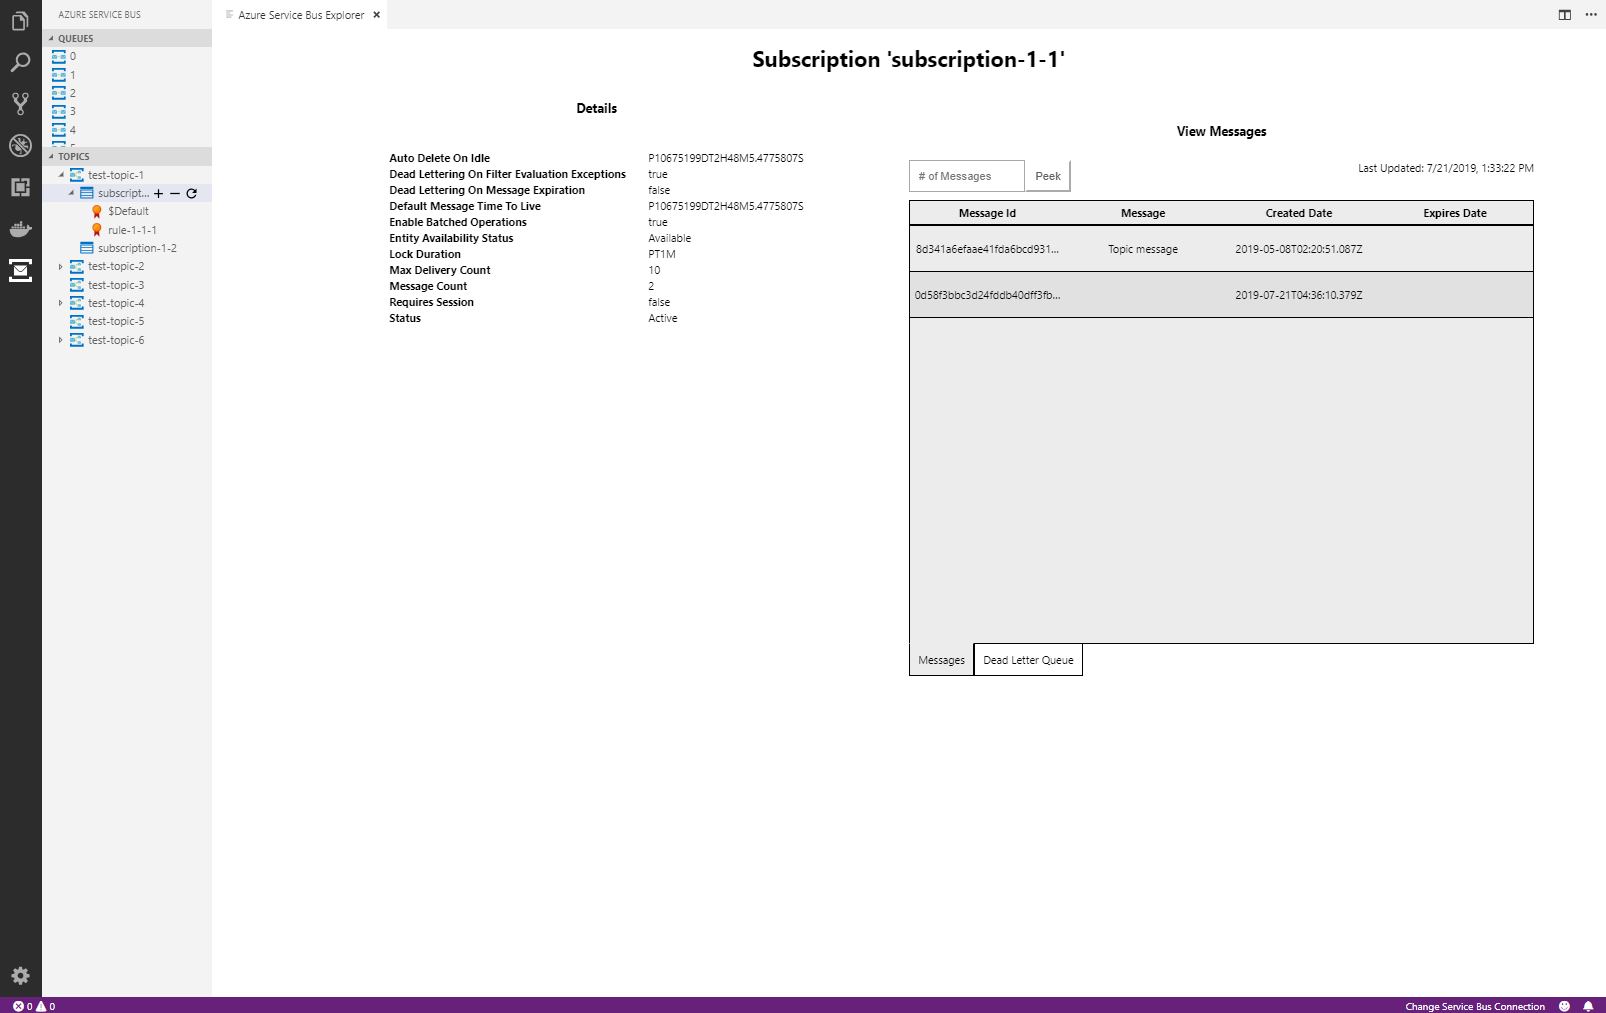 AZURE SERVICE BUS
QUEUES
0
1
2
3
4
TOPICS
test-topic-1
subscript...
$Default
rule-1-1-1
subscription-1-2
test-topic-2
test-topic-3
test-topic-4
test-topic-5
test-topic-6
Azure Service Bus Explorer
Subscription 'subscription-1-1'
Details
Auto Delete On Idle P10675199DT2H48M5.4775807S
Dead Lettering On Filter Evaluation Exceptions true
Dead Lettering On Message Expiration false
Default Message Time To Live P10675199DT2H48M5.4775807S
Enable Batched Operations true
Entity Availability Status Available
Lock Duration PT1M
Max Delivery Count 10
Message Count 2
Requires Session false
Status Active
View Messages
# of Messages Peek Last Updated: 7/21/2019, 1:33:22 PM
Message Id Message Created Date Expires Date
8d341a6efaae41fda6bcd931... Topic message 2019-05-08T02:20:51.087Z
0d58f3bbc3d24fddb40dff3fb... 2019-07-21T04:36:10.379Z
Messages Dead Letter Queue
0 0 Change Service Bus Connection